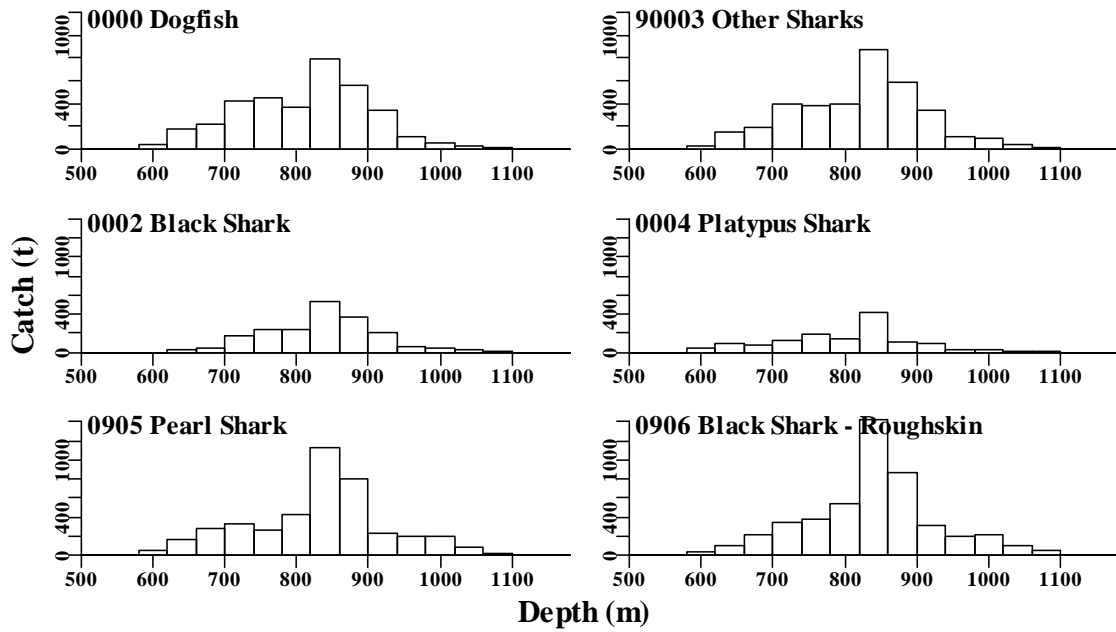 0000 Dogfish
0 400 1000
500 600 700 800 900 1000 1100
90003 Other Sharks
0 400 1000
500 600 700 800 900 1000 1100
0002 Black Shark
0 400 1000
500 600 700 800 900 1000 1100
0004 Platypus Shark
0 400 1000
500 600 700 800 900 1000 1100
0905 Pearl Shark
0 400 1000
500 600 700 800 900 1000 1100
0906 Black Shark - Roughskin
0 400 1000
500 600 700 800 900 1000 1100
Catch (t)
Depth (m)